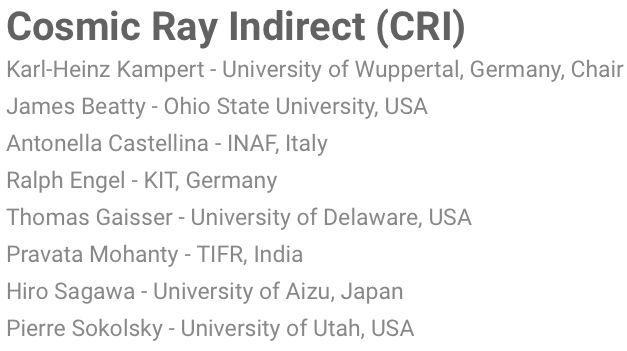 Cosmic Ray Indirect (CRI)
Karl-Heinz Kampert - University of Wuppertal, Germany, Chair
James Beatty - Ohio State University, USA
Antonella Castellina - INAF, Italy
Ralph Engel - KIT, Germany
Thomas Gaisser - University of Delaware, USA
Pravata Mohanty - TIFR, India
Hiro Sagawa - University of Aizu, Japan
Pierre Sokolsky - University of Utah, USA